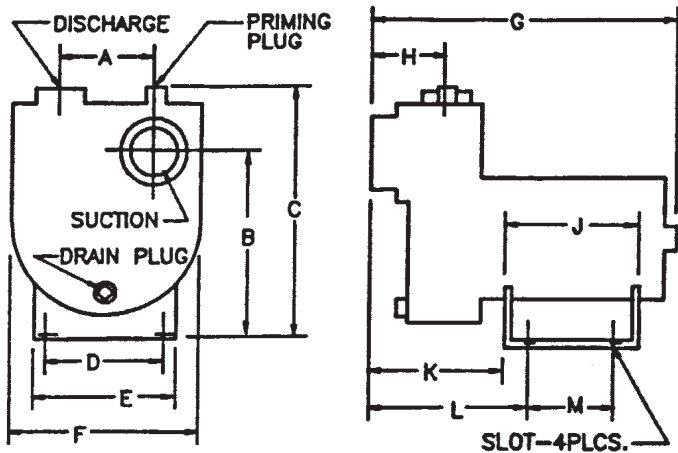 DISCHARGE
PRIMING
PLUG
A
G
H
SUCTION
C
B
J
DRAIN PLUG
D
K
E
L
M
F
SLOT-4PLCS.